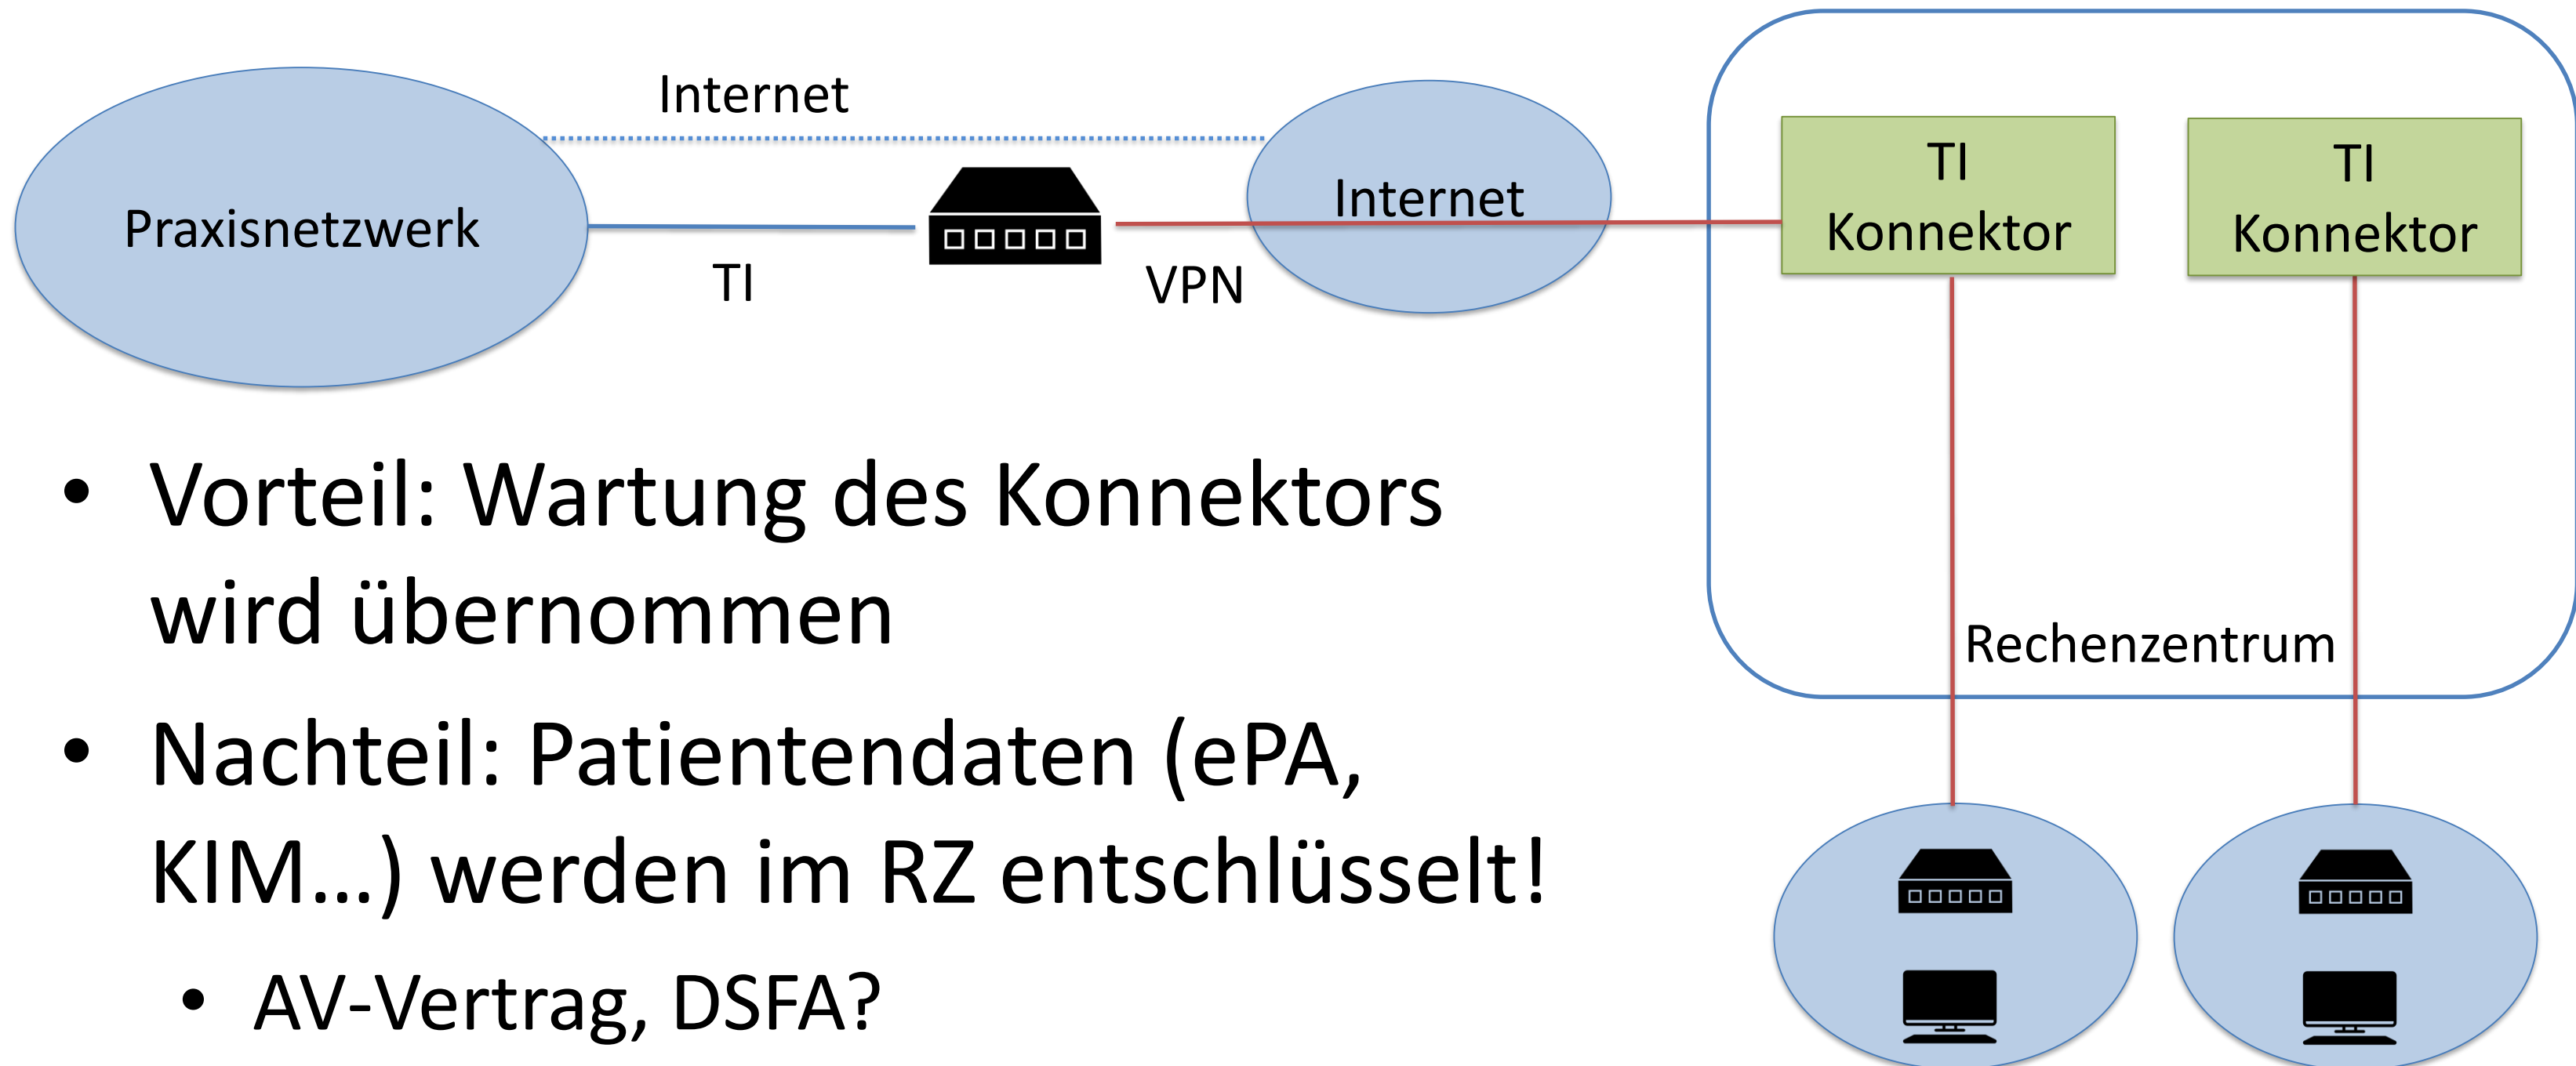 Internet
Praxisnetzwerk
TI
VPN
Internet
TI
Konnektor
TI
Konnektor
Rechenzentrum
• Vorteil: Wartung des Konnektors
wird übernommen
• Nachteil: Patientendaten (ePA,
KIM...) werden im RZ entschlüsselt!
• AV-Vertrag, DSFA?